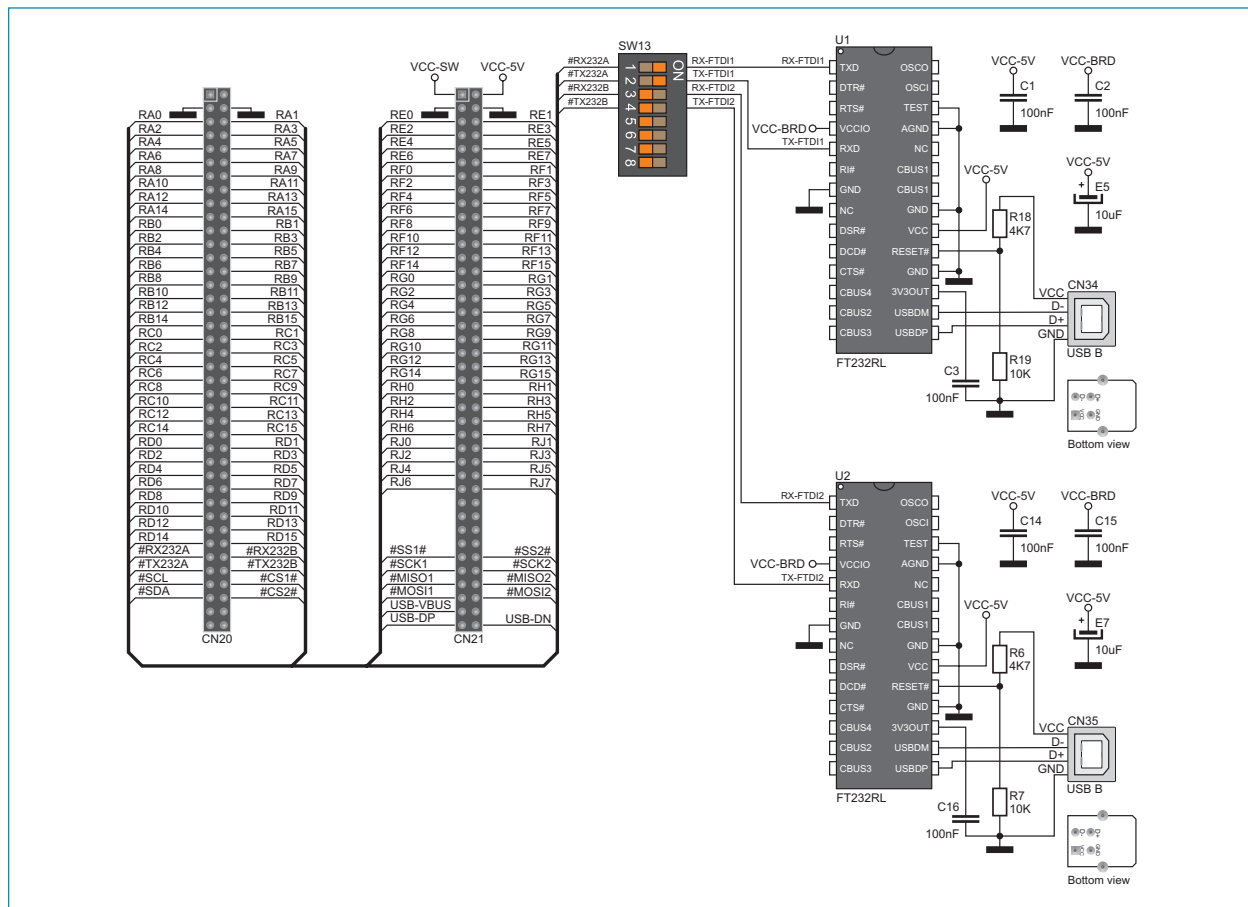 SW13
#RX232A
#TX232A
#RX232B
#TX232B
1
2
3
4
5
6
7
8
ON
RX-FTDI1
TX-FTDI1
RX-FTDI2
TX-FTDI2
RX-FTDI1
VCC-BRD
TX-FTDI1
VCC-SW VCC-5V
RA0 RA1
RA2 RA3
RA4 RA5
RA6 RA7
RA8 RA9
RA10 RA11
RA12 RA13
RA14 RA15
RB0 RB1
RB2 RB3
RB4 RB5
RB6 RB7
RB8 RB9
RB10 RB11
RB12 RB13
RB14 RB15
RC0 RC1
RC2 RC3
RC4 RC5
RC6 RC7
RC8 RC9
RC10 RC11
RC12 RC13
RC14 RC15
RD0 RD1
RD2 RD3
RD4 RD5
RD6 RD7
RD8 RD9
RD10 RD11
RD12 RD13
RD14 RD15
#RX232A #RX232B
#TX232A #TX232B
#SCL #CS1#
#SDA #CS2#
CN20
RE0 RE1
RE2 RE3
RE4 RE5
RE6 RE7
RF0 RF1
RF2 RF3
RF4 RF5
RF6 RF7
RF8 RF9
RF10 RF11
RF12 RF13
RF14 RF15
RG0 RG1
RG2 RG3
RG4 RG5
RG6 RG7
RG8 RG9
RG10 RG11
RG12 RG13
RG14 RG15
RH0 RH1
RH2 RH3
RH4 RH5
RH6 RH7
RJ0 RJ1
RJ2 RJ3
RJ4 RJ5
RJ6 RJ7
#SS1# #SS2#
#SCK1 #SCK2
#MISO1 #MISO2
#MOSI1 #MOSI2
USB-VBUS
USB-DP USB-DN
CN21
U1
TXD OSCO
DTR# OSCI
RTS# TEST
VCCIO AGND
RXD NC
RI# CBUS1
GND CBUS1
NC GND
DSR# VCC
DCD# RESET#
CTS# GND
CBUS4 3V3OUT
CBUS2 USBDM
CBUS3 USBDP
FT232RL
VCC-5V
C1
100nF
VCC-BRD
C2
100nF
VCC-5V
E5
+
10uF
VCC-5V
R18
4K7
R19
10K
C3
100nF
CN34
VCC
D-
D+
GND
USB B
D- D+
VCC GND
Bottom view
U2
RX-FTDI2
VCC-BRD
TX-FTDI2
TXD OSCO
DTR# OSCI
RTS# TEST
VCCIO AGND
RXD NC
RI# CBUS1
GND CBUS1
NC GND
DSR# VCC
DCD# RESET#
CTS# GND
CBUS4 3V3OUT
CBUS2 USBDM
CBUS3 USBDP
FT232RL
VCC-5V
C14
100nF
VCC-BRD
C15
100nF
VCC-5V
E7
+
10uF
VCC-5V
R6
4K7
R7
10K
C16
100nF
CN35
VCC
D-
D+
GND
USB B
D- D+
VCC GND
Bottom view